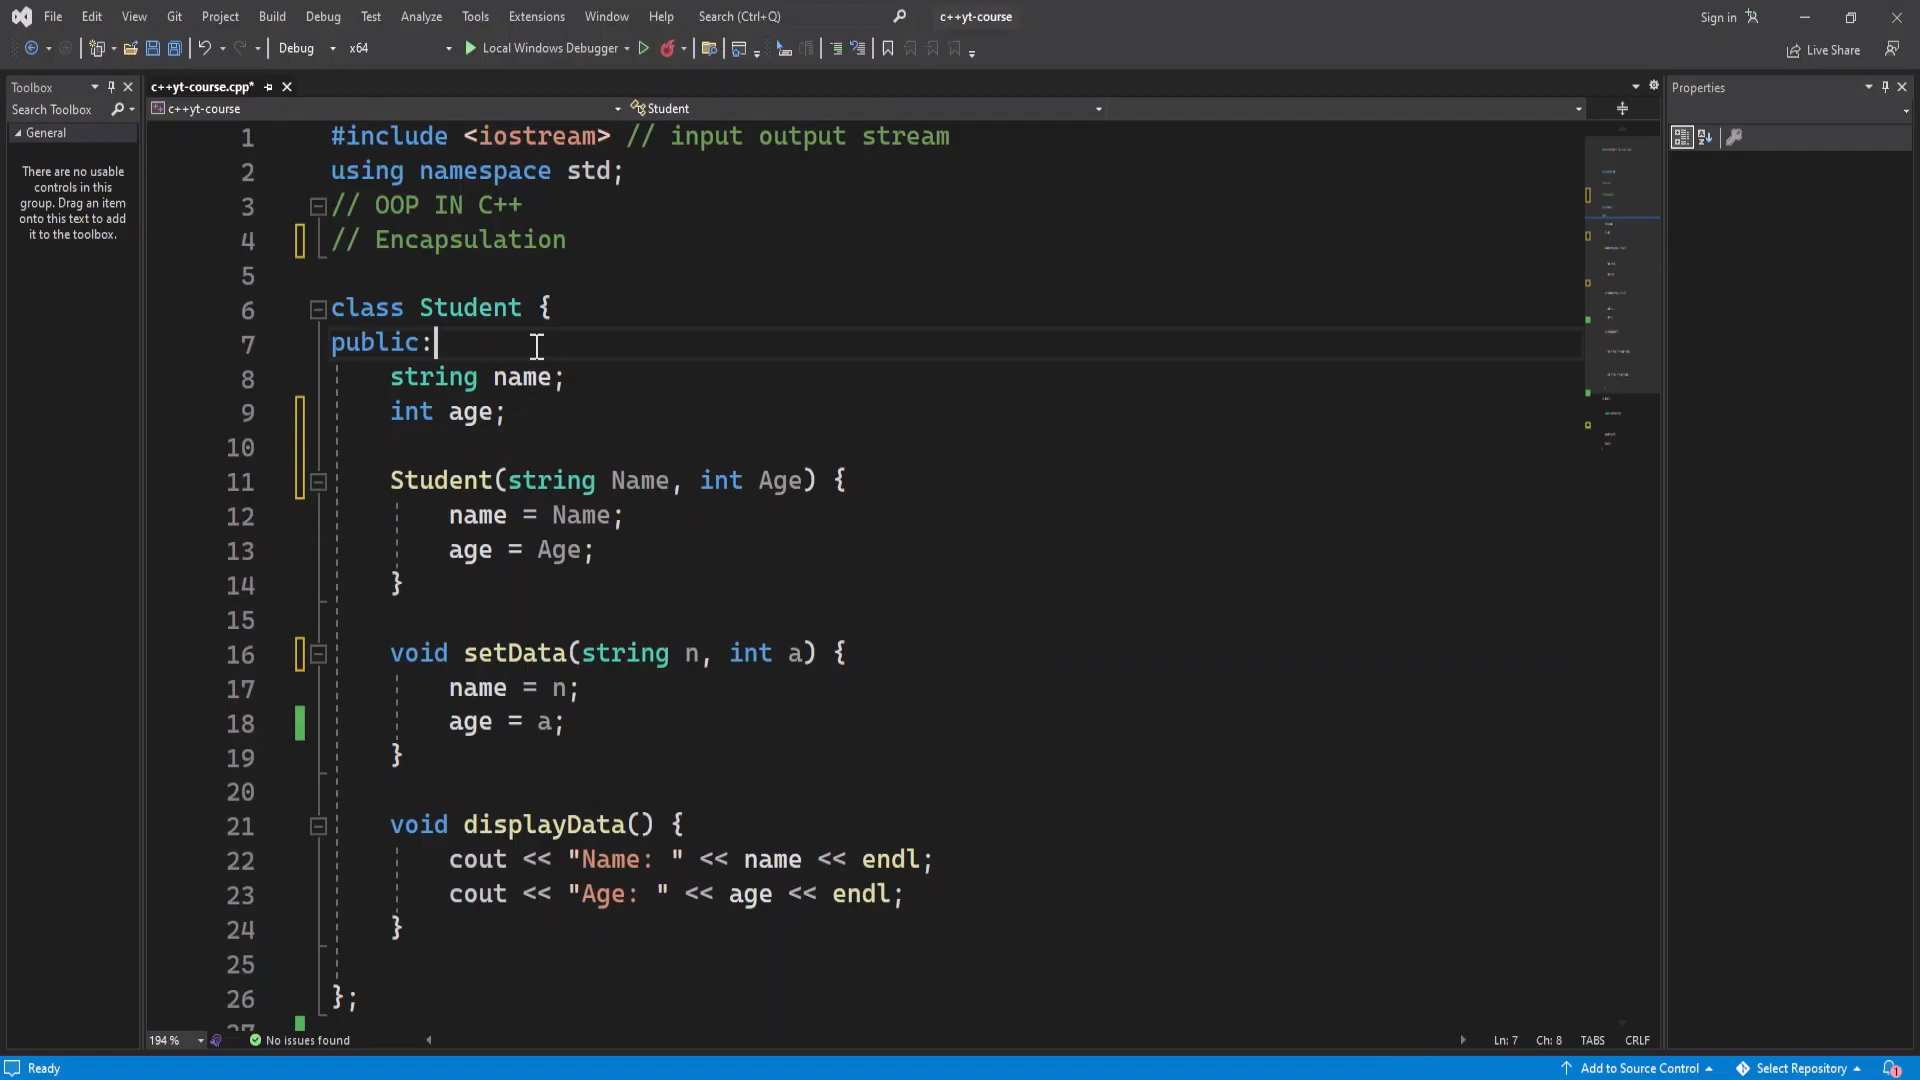 File Edit View Git Project Build Debug Test Analyze Tools Extensions Window Help Search (Ctrl+Q) c++yt-course Sign in
Debug x64 Local Windows Debugger Live Share
Toolbox c++yt-course.cpp* Properties
Search Toolbox c++yt-course Student
General
There are no usable
controls in this
group. Drag an item
onto this text to add
it to the toolbox.
1 #include <iostream> // input output stream
2 using namespace std;
3 // OOP IN C++
4 // Encapsulation
5
6 class Student {
7 public:
8 string name;
9 int age;
10
11 Student(string Name, int Age) {
12 name = Name;
13 age = Age;
14 }
15
16 void setData(string n, int a) {
17 name = n;
18 age = a;
19 }
20
21 void displayData() {
22 cout << "Name: " << name << endl;
23 cout << "Age: " << age << endl;
24 }
25
26 };
27
194 % No issues found Ln: 7 Ch: 8 TABS CRLF
Ready Add to Source Control Select Repository 1